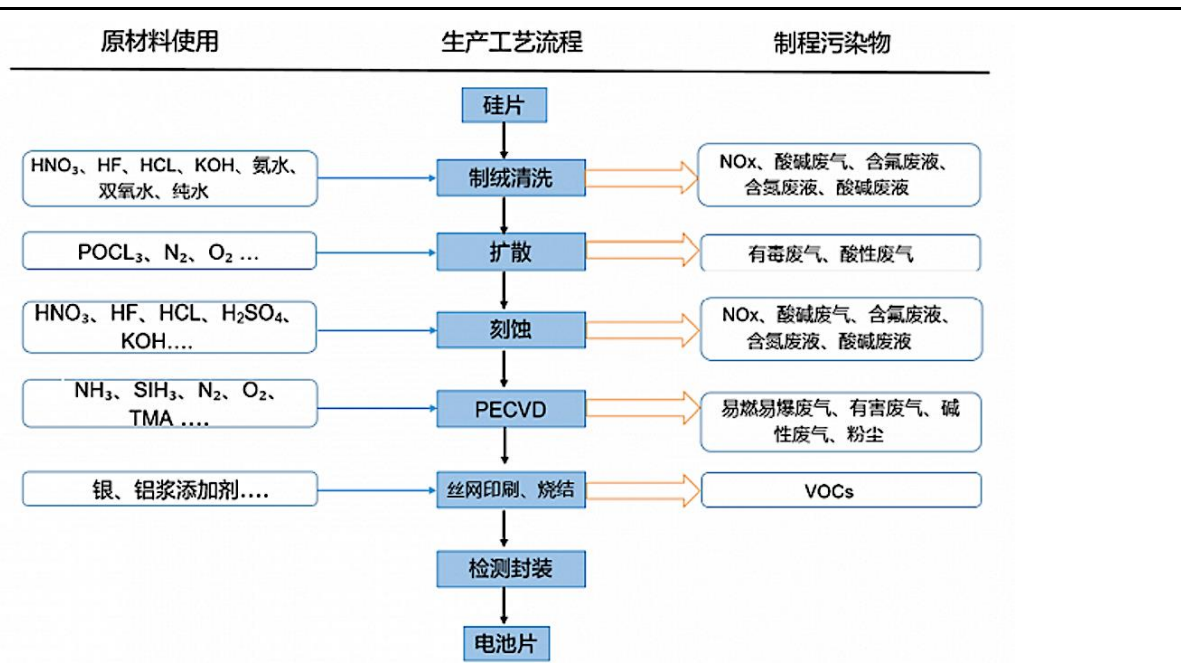 原材料使用 生产工艺流程 制程污染物
硅片
HNO₃、HF、HCL、KOH、氨水、
双氧水、纯水
制绒清洗
NOx、酸碱废气、含氟废液、
含氮废液、酸碱废液
POCL₃、N₂、O₂ ...
扩散
有毒废气、酸性废气
HNO₃、HF、HCL、H₂SO₄、
KOH....
刻蚀
NOx、酸碱废气、含氟废液、
含氮废液、酸碱废液
NH₃、SIH₃、N₂、O₂、
TMA ....
PECVD
易燃易爆废气、有害废气、碱
性废气、粉尘
银、铝浆添加剂....
丝网印刷、烧结
VOCs
检测封装
电池片